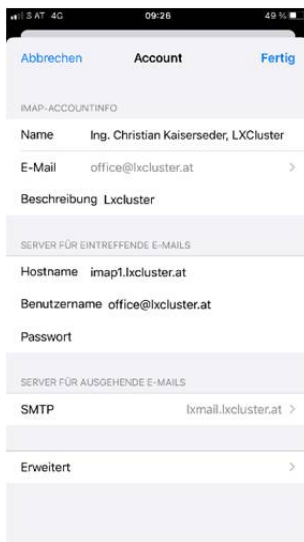 S AT 4G 09:26 49 %
Abbrechen Account Fertig
IMAP-ACCOUNTINFO
Name Ing. Christian Kaiserseder, LXCluster
E-Mail office@lxcluster.at
Beschreibung Lxcluster
SERVER FÜR EINTREFFENDE E-MAILS
Hostname imap1.lxcluster.at
Benutzername office@lxcluster.at
Passwort
SERVER FÜR AUSGEHENDE E-MAILS
SMTP lxmail.lxcluster.at
Erweitert